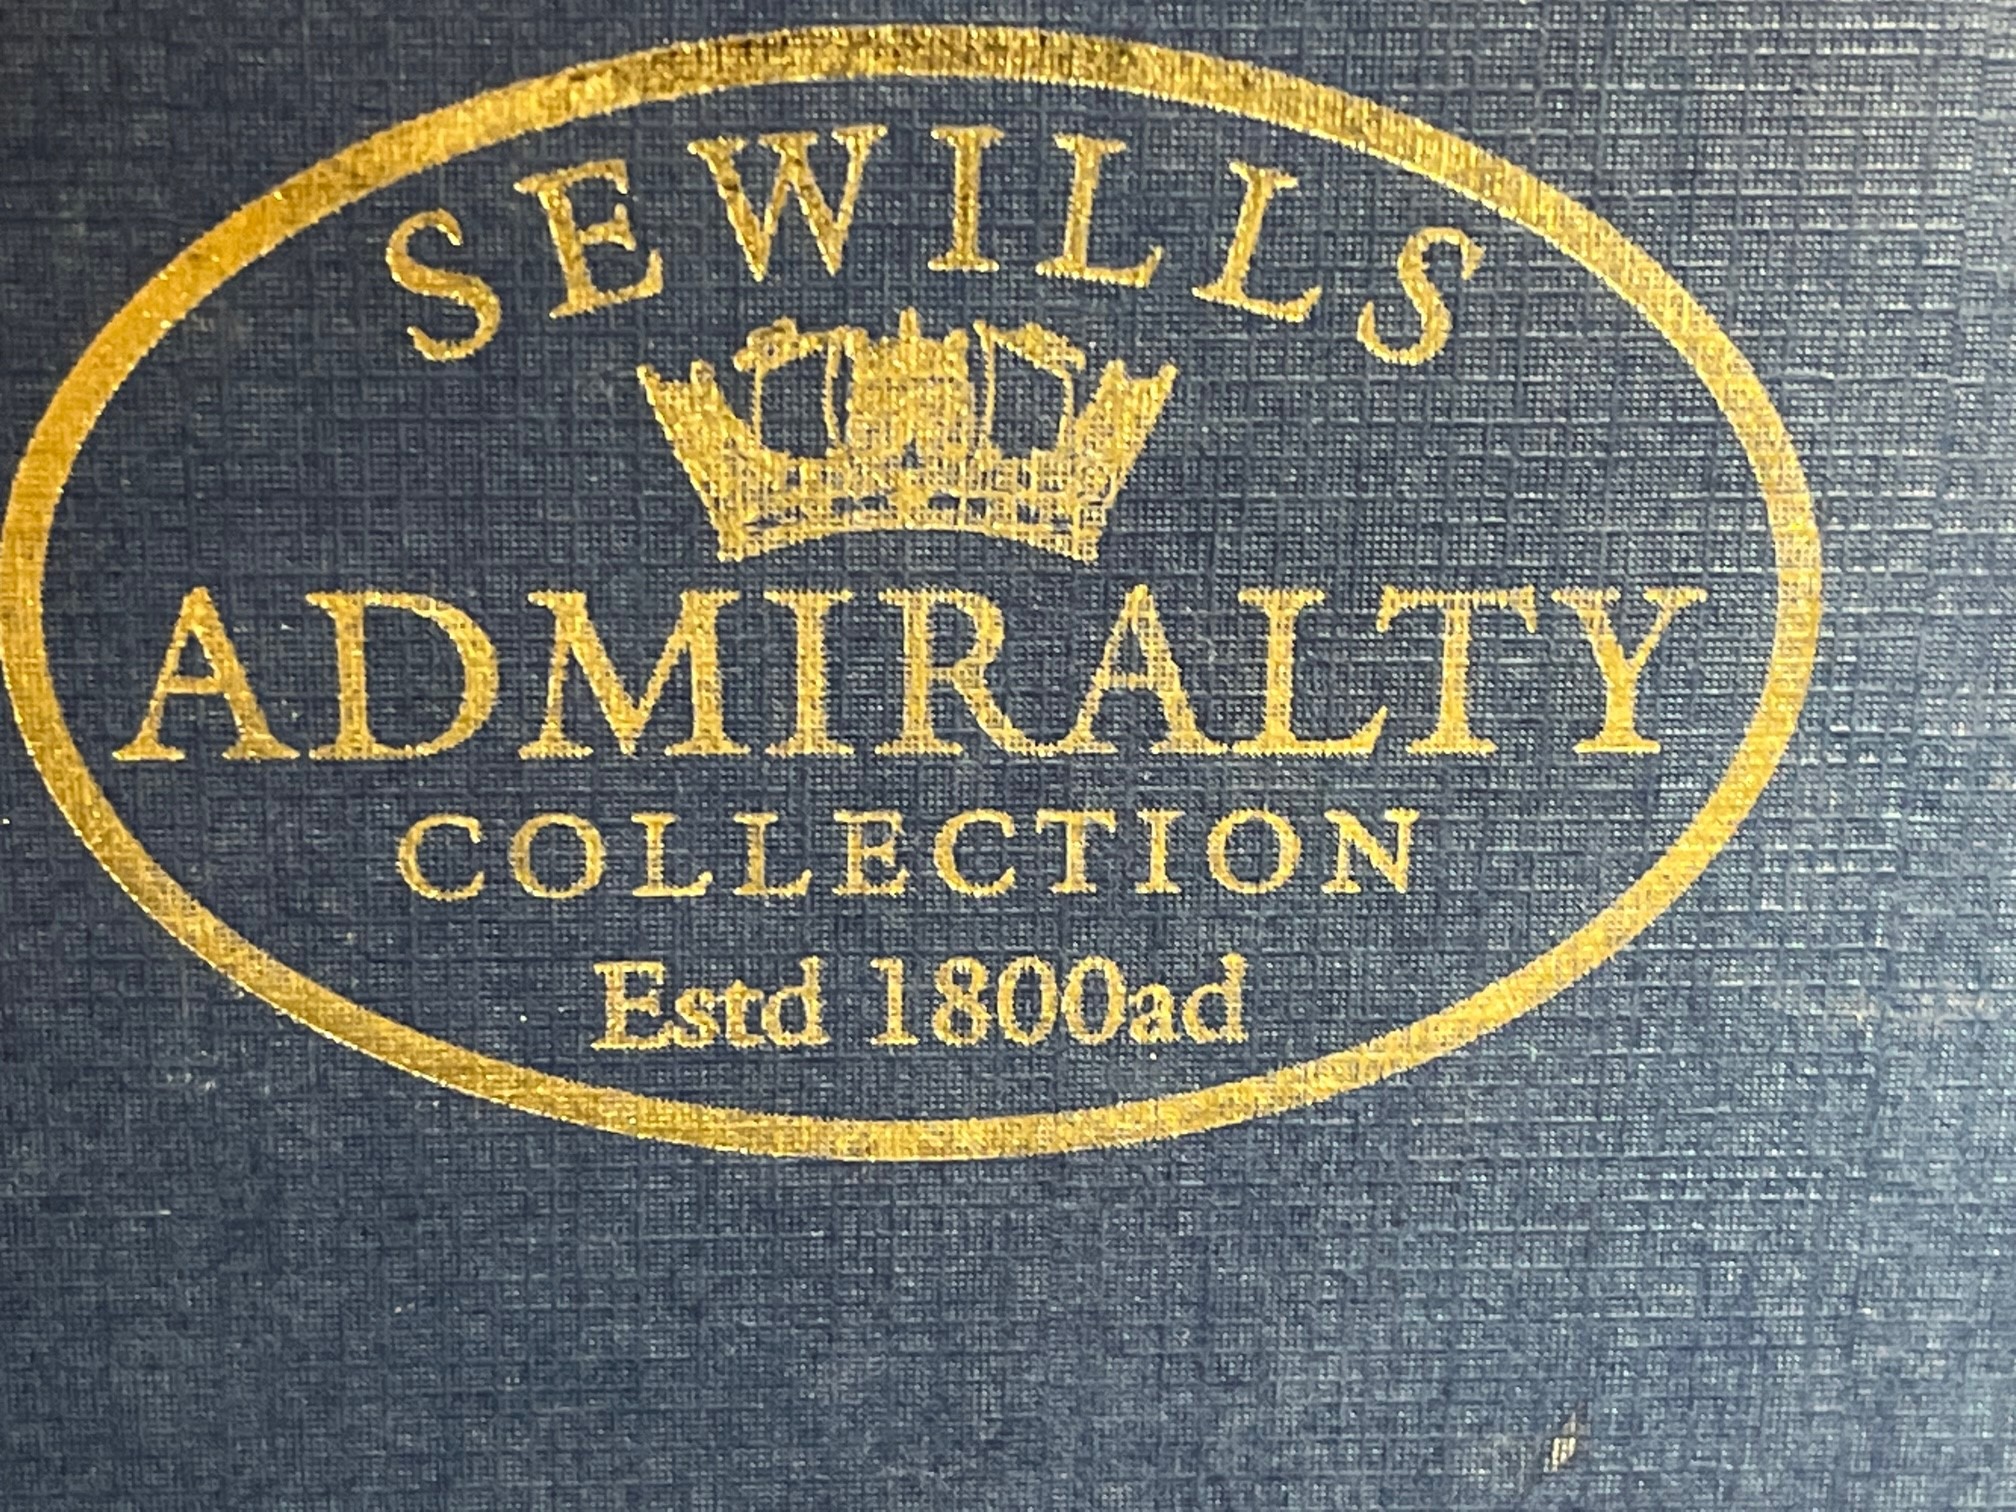 SEWILLS
ADMIRALTY
COLLECTION
Estd 1800ad